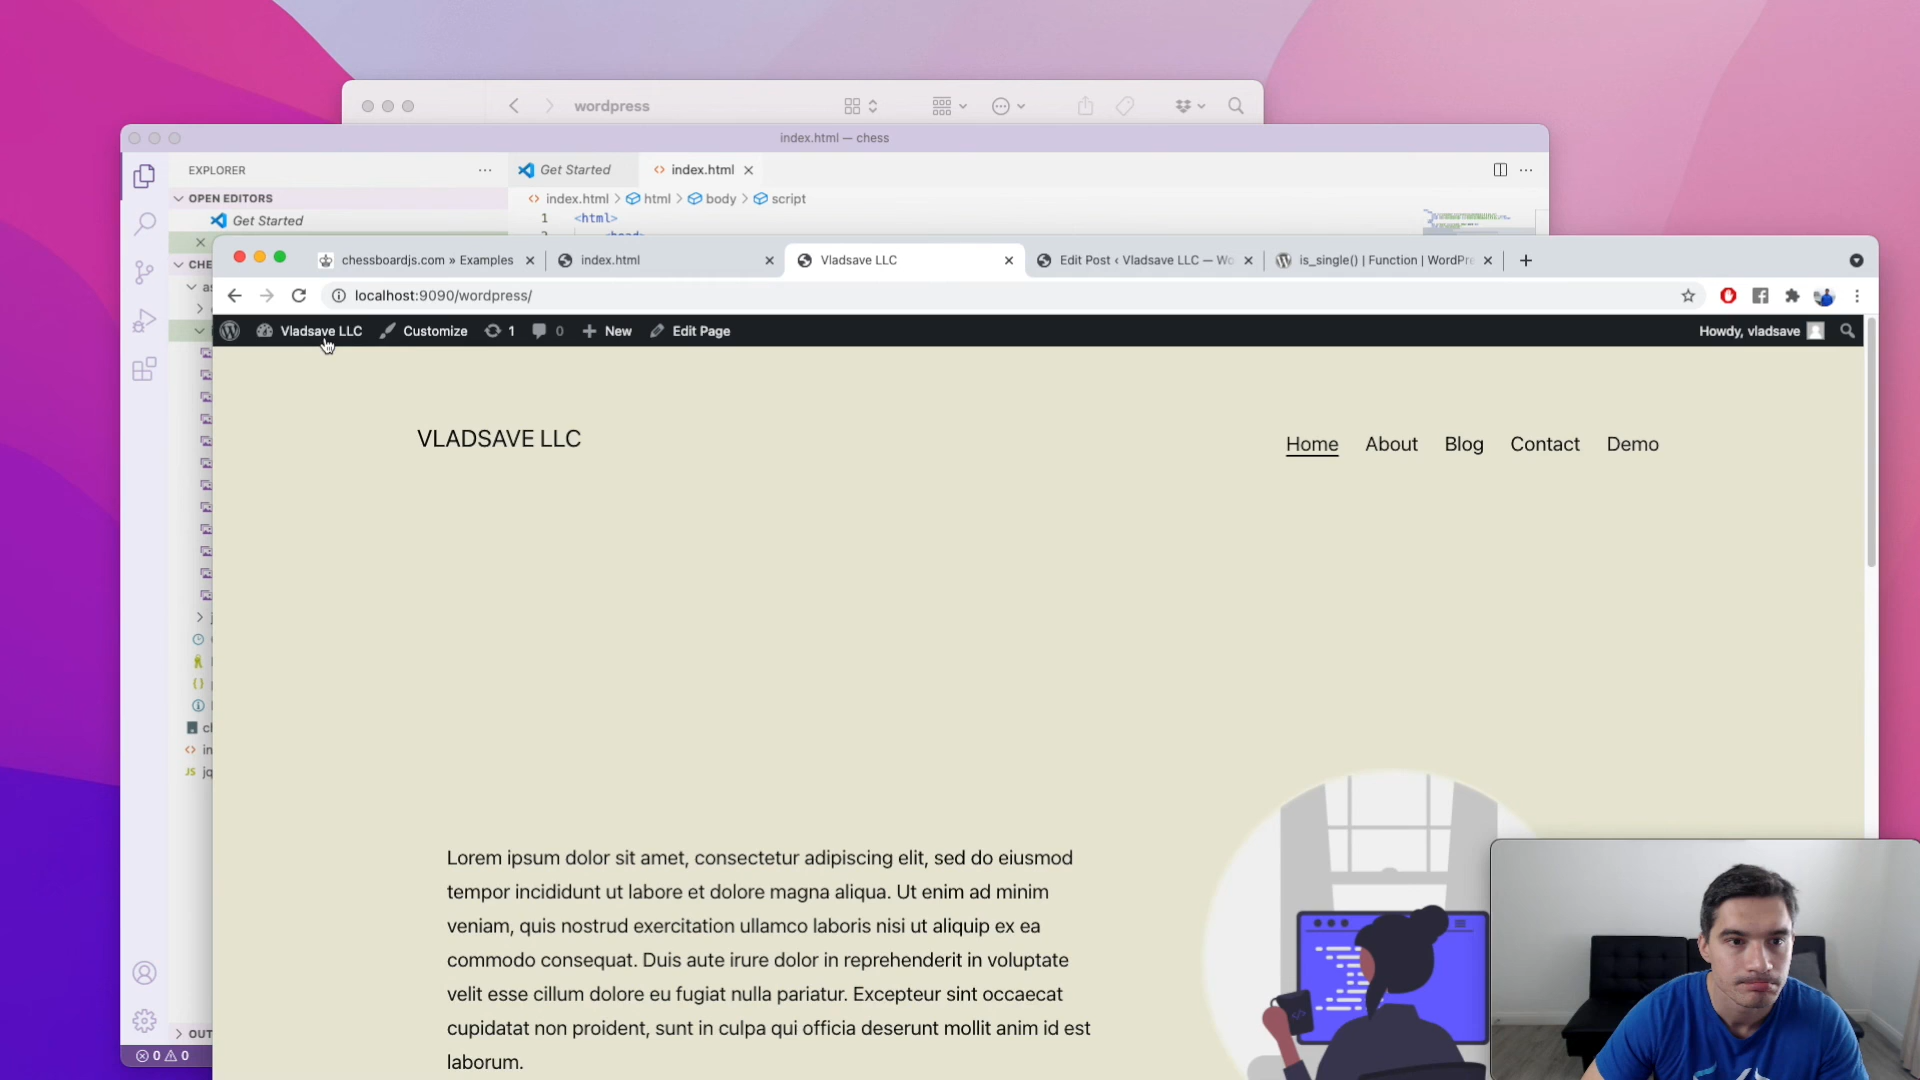 wordpress
index.html — chess
EXPLORER
Get Started
index.html
OPEN EDITORS
index.html > html > body > script
Get Started
1 <html>
2
chessboardjs.com » Examples
index.html
Vladsave LLC
Edit Post ‹ Vladsave LLC — Wo
is_single() | Function | WordPre
CHE
localhost:9090/wordpress/
Vladsave LLC
Customize
1
0
New
Edit Page
Howdy, vladsave
VLADSAVE LLC
Home
About
Blog
Contact
Demo
JS
Lorem ipsum dolor sit amet, consectetur adipiscing elit, sed do eiusmod
tempor incididunt ut labore et dolore magna aliqua. Ut enim ad minim
veniam, quis nostrud exercitation ullamco laboris nisi ut aliquip ex ea
commodo consequat. Duis aute irure dolor in reprehenderit in voluptate
velit esse cillum dolore eu fugiat nulla pariatur. Excepteur sint occaecat
cupidatat non proident, sunt in culpa qui officia deserunt mollit anim id est
laborum.
OUT
0 0